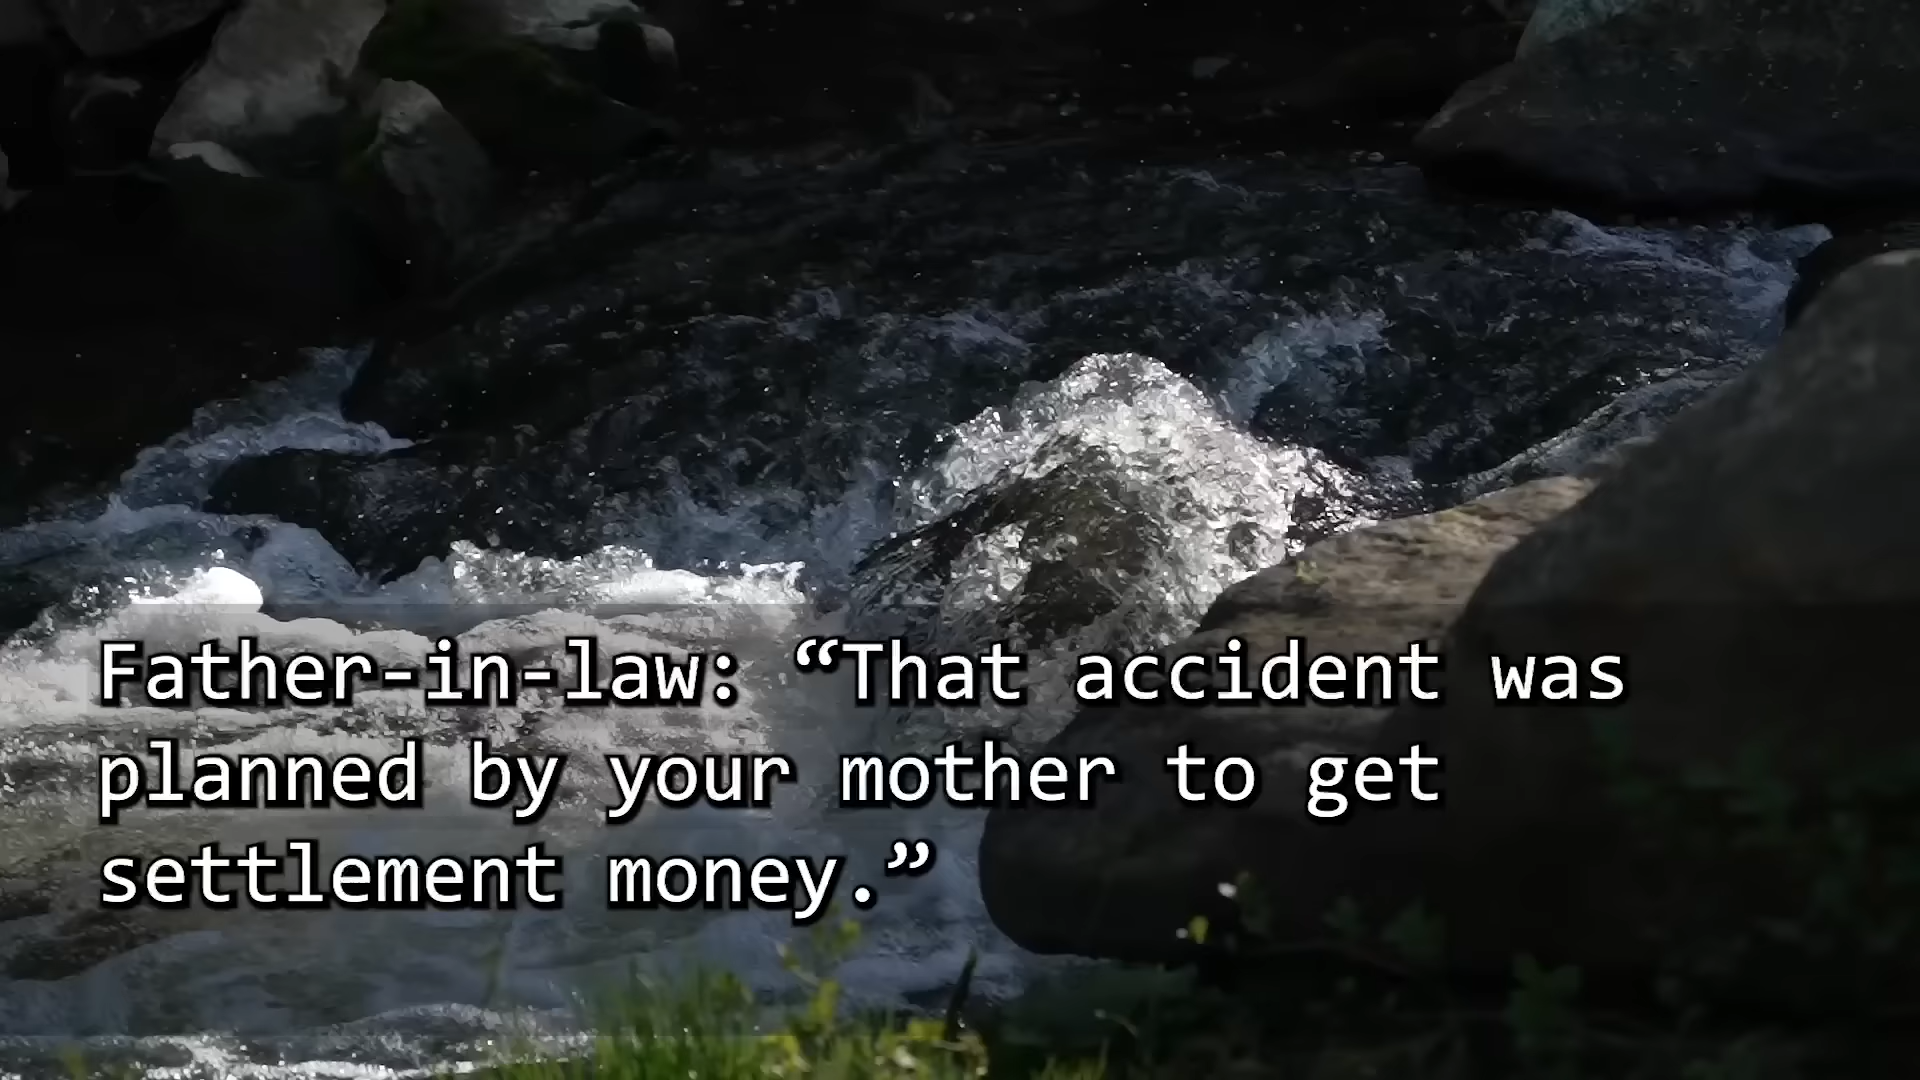 Father-in-law: “That accident was
planned by your mother to get
settlement money.”